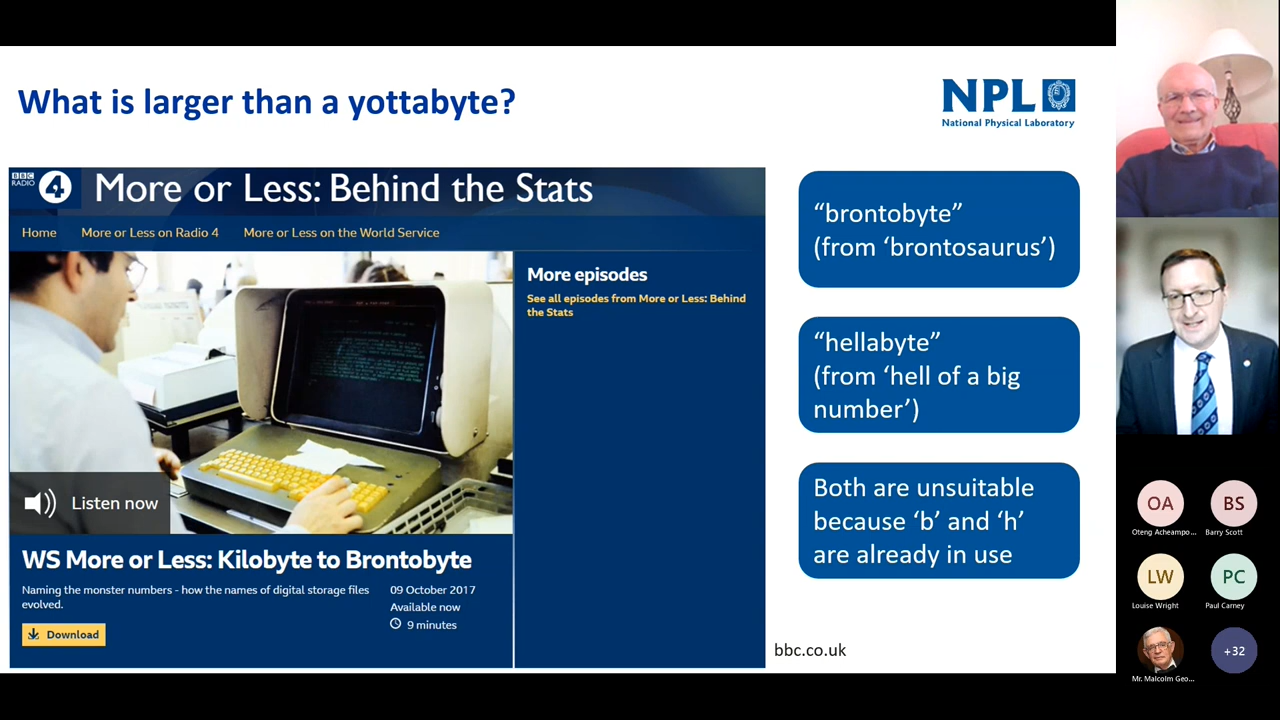 What is larger than a yottabyte?
NPL
National Physical Laboratory
BBC
RADIO
4
More or Less: Behind the Stats
Home
More or Less on Radio 4
More or Less on the World Service
More episodes
See all episodes from More or Less: Behind
the Stats
Listen now
WS More or Less: Kilobyte to Brontobyte
Naming the monster numbers - how the names of digital storage files
evolved.
09 October 2017
Available now
9 minutes
Download
“brontobyte”
(from ‘brontosaurus’)
“hellabyte”
(from ‘hell of a big
number’)
Both are unsuitable
because ‘b’ and ‘h’
are already in use
bbc.co.uk
OA
Oteng Acheampo...
BS
Barry Scott
LW
Louise Wright
PC
Paul Carney
Mr. Malcolm Geo...
+32